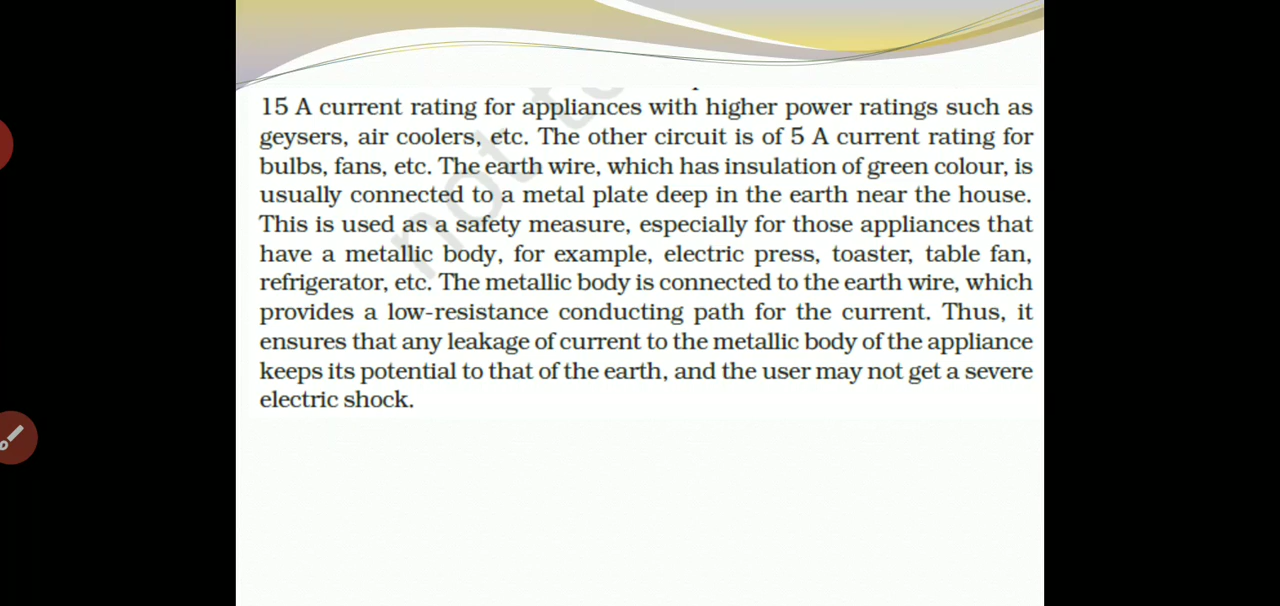 15 A current rating for appliances with higher power ratings such as
geysers, air coolers, etc. The other circuit is of 5 A current rating for
bulbs, fans, etc. The earth wire, which has insulation of green colour, is
usually connected to a metal plate deep in the earth near the house.
This is used as a safety measure, especially for those appliances that
have a metallic body, for example, electric press, toaster, table fan,
refrigerator, etc. The metallic body is connected to the earth wire, which
provides a low-resistance conducting path for the current. Thus, it
ensures that any leakage of current to the metallic body of the appliance
keeps its potential to that of the earth, and the user may not get a severe
electric shock.
not